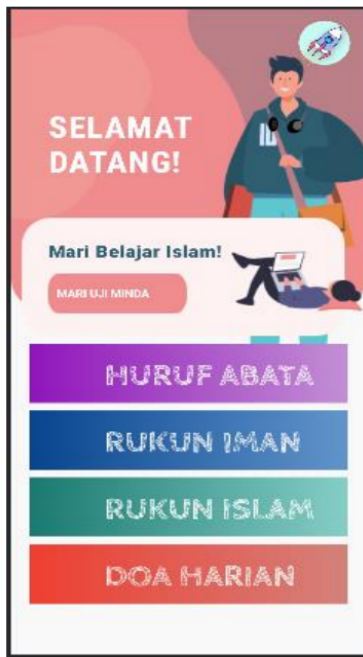 SELAMAT
DATANG!
Mari Belajar Islam!
MARI UJI MINDA
HURUF ABATA
RUKUN IMAN
RUKUN ISLAM
DOA HARIAN